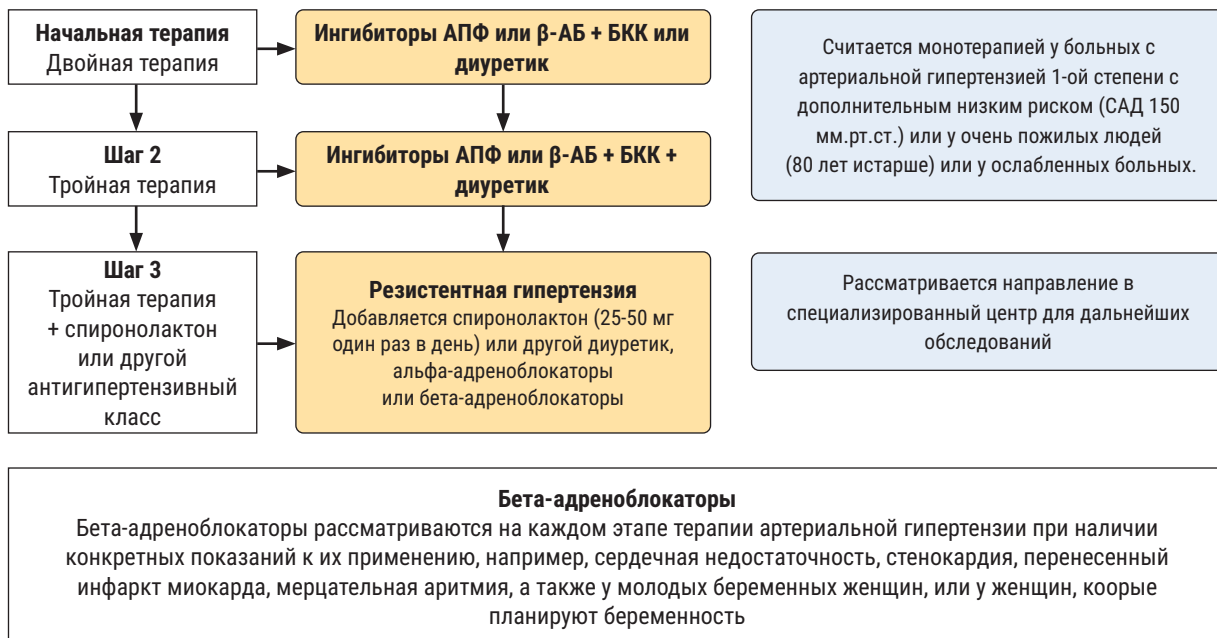 Начальная терапия
Двойная терапия
Ингибиторы АПФ или β-АБ + БКК или
диуретик
Считается монотерапией у больных с
артериальной гипертензией 1-ой степени с
дополнительным низким риском (САД 150
мм.рт.ст.) или у очень пожилых людей
(80 лет истарше) или у ослабленных больных.
Шаг 2
Тройная терапия
Ингибиторы АПФ или β-АБ + БКК +
диуретик
Шаг 3
Тройная терапия
+ спиронолактон
или другой
антигипертензивный
класс
Резистентная гипертензия
Добавляется спиронолактон (25-50 мг
один раз в день) или другой диуретик,
альфа-адреноблокаторы
или бета-адреноблокаторы
Рассматривается направление в
специализированный центр для дальнейших
обследований
Бета-адреноблокаторы
Бета-адреноблокаторы рассматриваются на каждом этапе терапии артериальной гипертензии при наличии
конкретных показаний к их применению, например, сердечная недостаточность, стенокардия, перенесенный
инфаркт миокарда, мерцательная аритмия, а также у молодых беременных женщин, или у женщин, коорые
планируют беременность